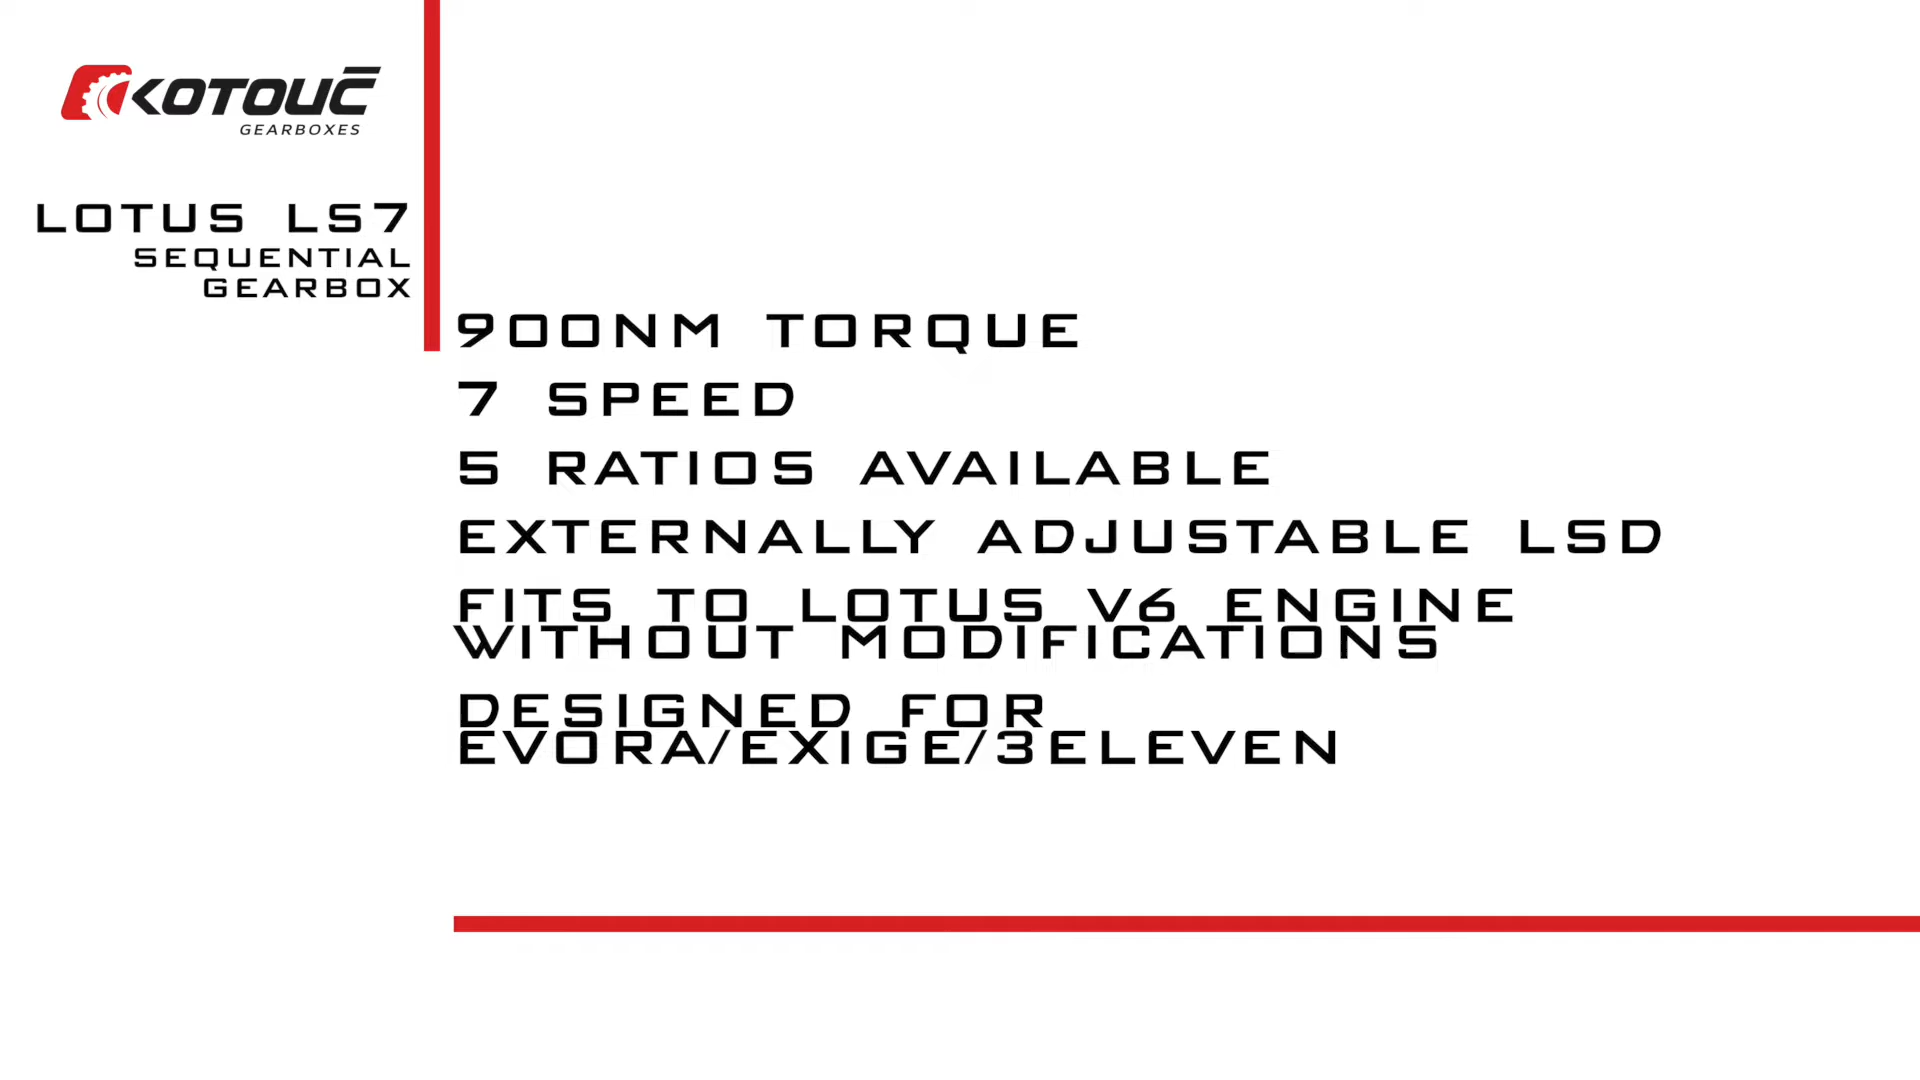 KOTOUČ
GEARBOXES
LOTUS LS7
SEQUENTIAL
GEARBOX
900NM TORQUE
7 SPEED
5 RATIOS AVAILABLE
EXTERNALLY ADJUSTABLE LSD
FITS TO LOTUS V6 ENGINE
WITHOUT MODIFICATIONS
DESIGNED FOR
EVORA/EXIGE/3ELEVEN